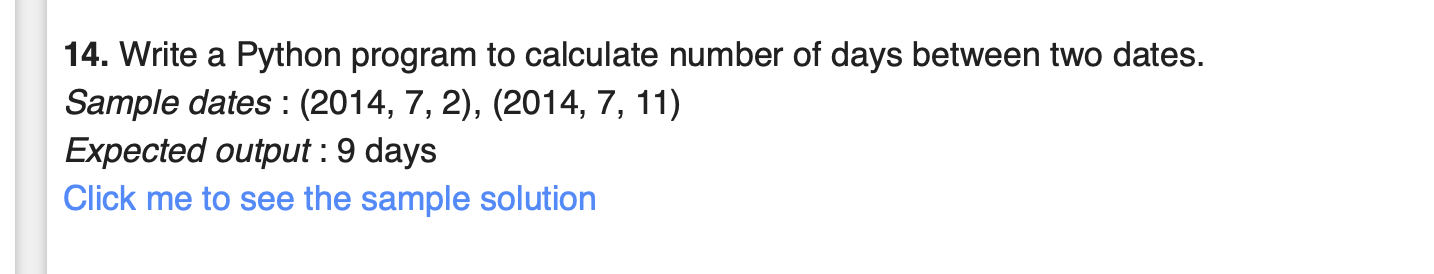 14. Write a Python program to calculate number of days between two dates.
Sample dates : (2014, 7, 2), (2014, 7, 11)
Expected output : 9 days
Click me to see the sample solution